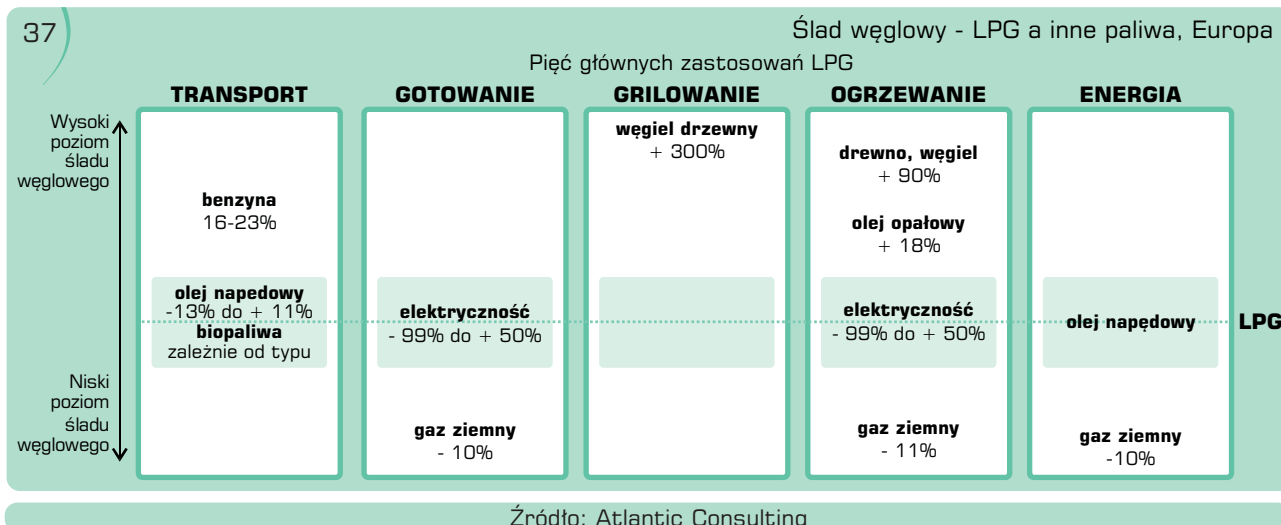 37
Ślad węglowy - LPG a inne paliwa, Europa
Pięć głównych zastosowań LPG
TRANSPORT
GOTOWANIE
GRILOWANIE
OGRZEWANIE
ENERGIA
Wysoki
poziom
śladu
węglowego
Niski
poziom
śladu
węglowego
benzyna
16-23%
olej napedowy
-13% do + 11%
biopaliwa
zależnie od typu
elektryczność
- 99% do + 50%
gaz ziemny
- 10%
węgiel drzewny
+ 300%
drewno, węgiel
+ 90%
olej opałowy
+ 18%
elektryczność
- 99% do + 50%
gaz ziemny
- 11%
olej napędowy
gaz ziemny
-10%
LPG
Źródło: Atlantic Consulting